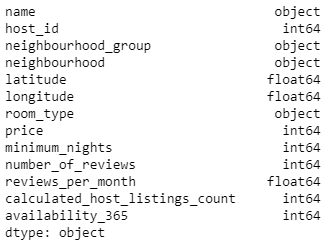 name object
host_id int64
neighbourhood_group object
neighbourhood object
latitude float64
longitude float64
room_type object
price int64
minimum_nights int64
number_of_reviews int64
reviews_per_month float64
calculated_host_listings_count int64
availability_365 int64
dtype: object